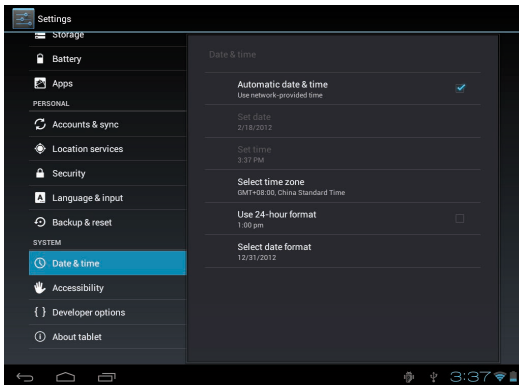 Settings
Storage
Battery
Apps
PERSONAL
Accounts & sync
Location services
Security
Language & input
Backup & reset
SYSTEM
Date & time
Accessibility
Developer options
About tablet
Date & time
Automatic date & time
Use network-provided time
Set date
2/18/2012
Set time
3:37 PM
Select time zone
GMT+08:00, China Standard Time
Use 24-hour format
1:00 pm
Select date format
12/31/2012
3:37